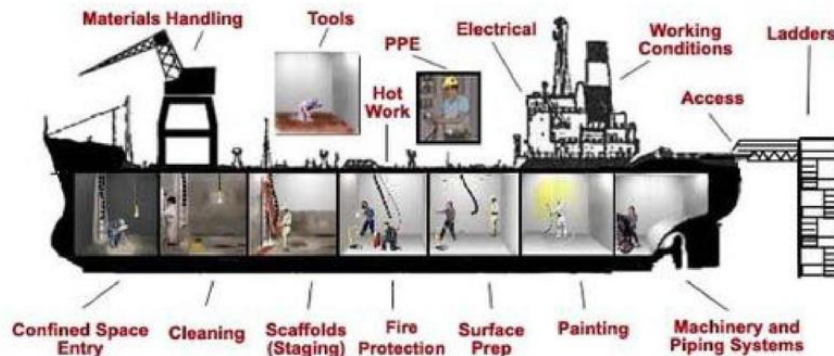 Materials Handling
Tools
PPE
Electrical
Working
Conditions
Ladders
Hot
Work
Access
Confined Space
Entry
Cleaning
Scaffolds
(Staging)
Fire
Protection
Surface
Prep
Painting
Machinery and
Piping Systems